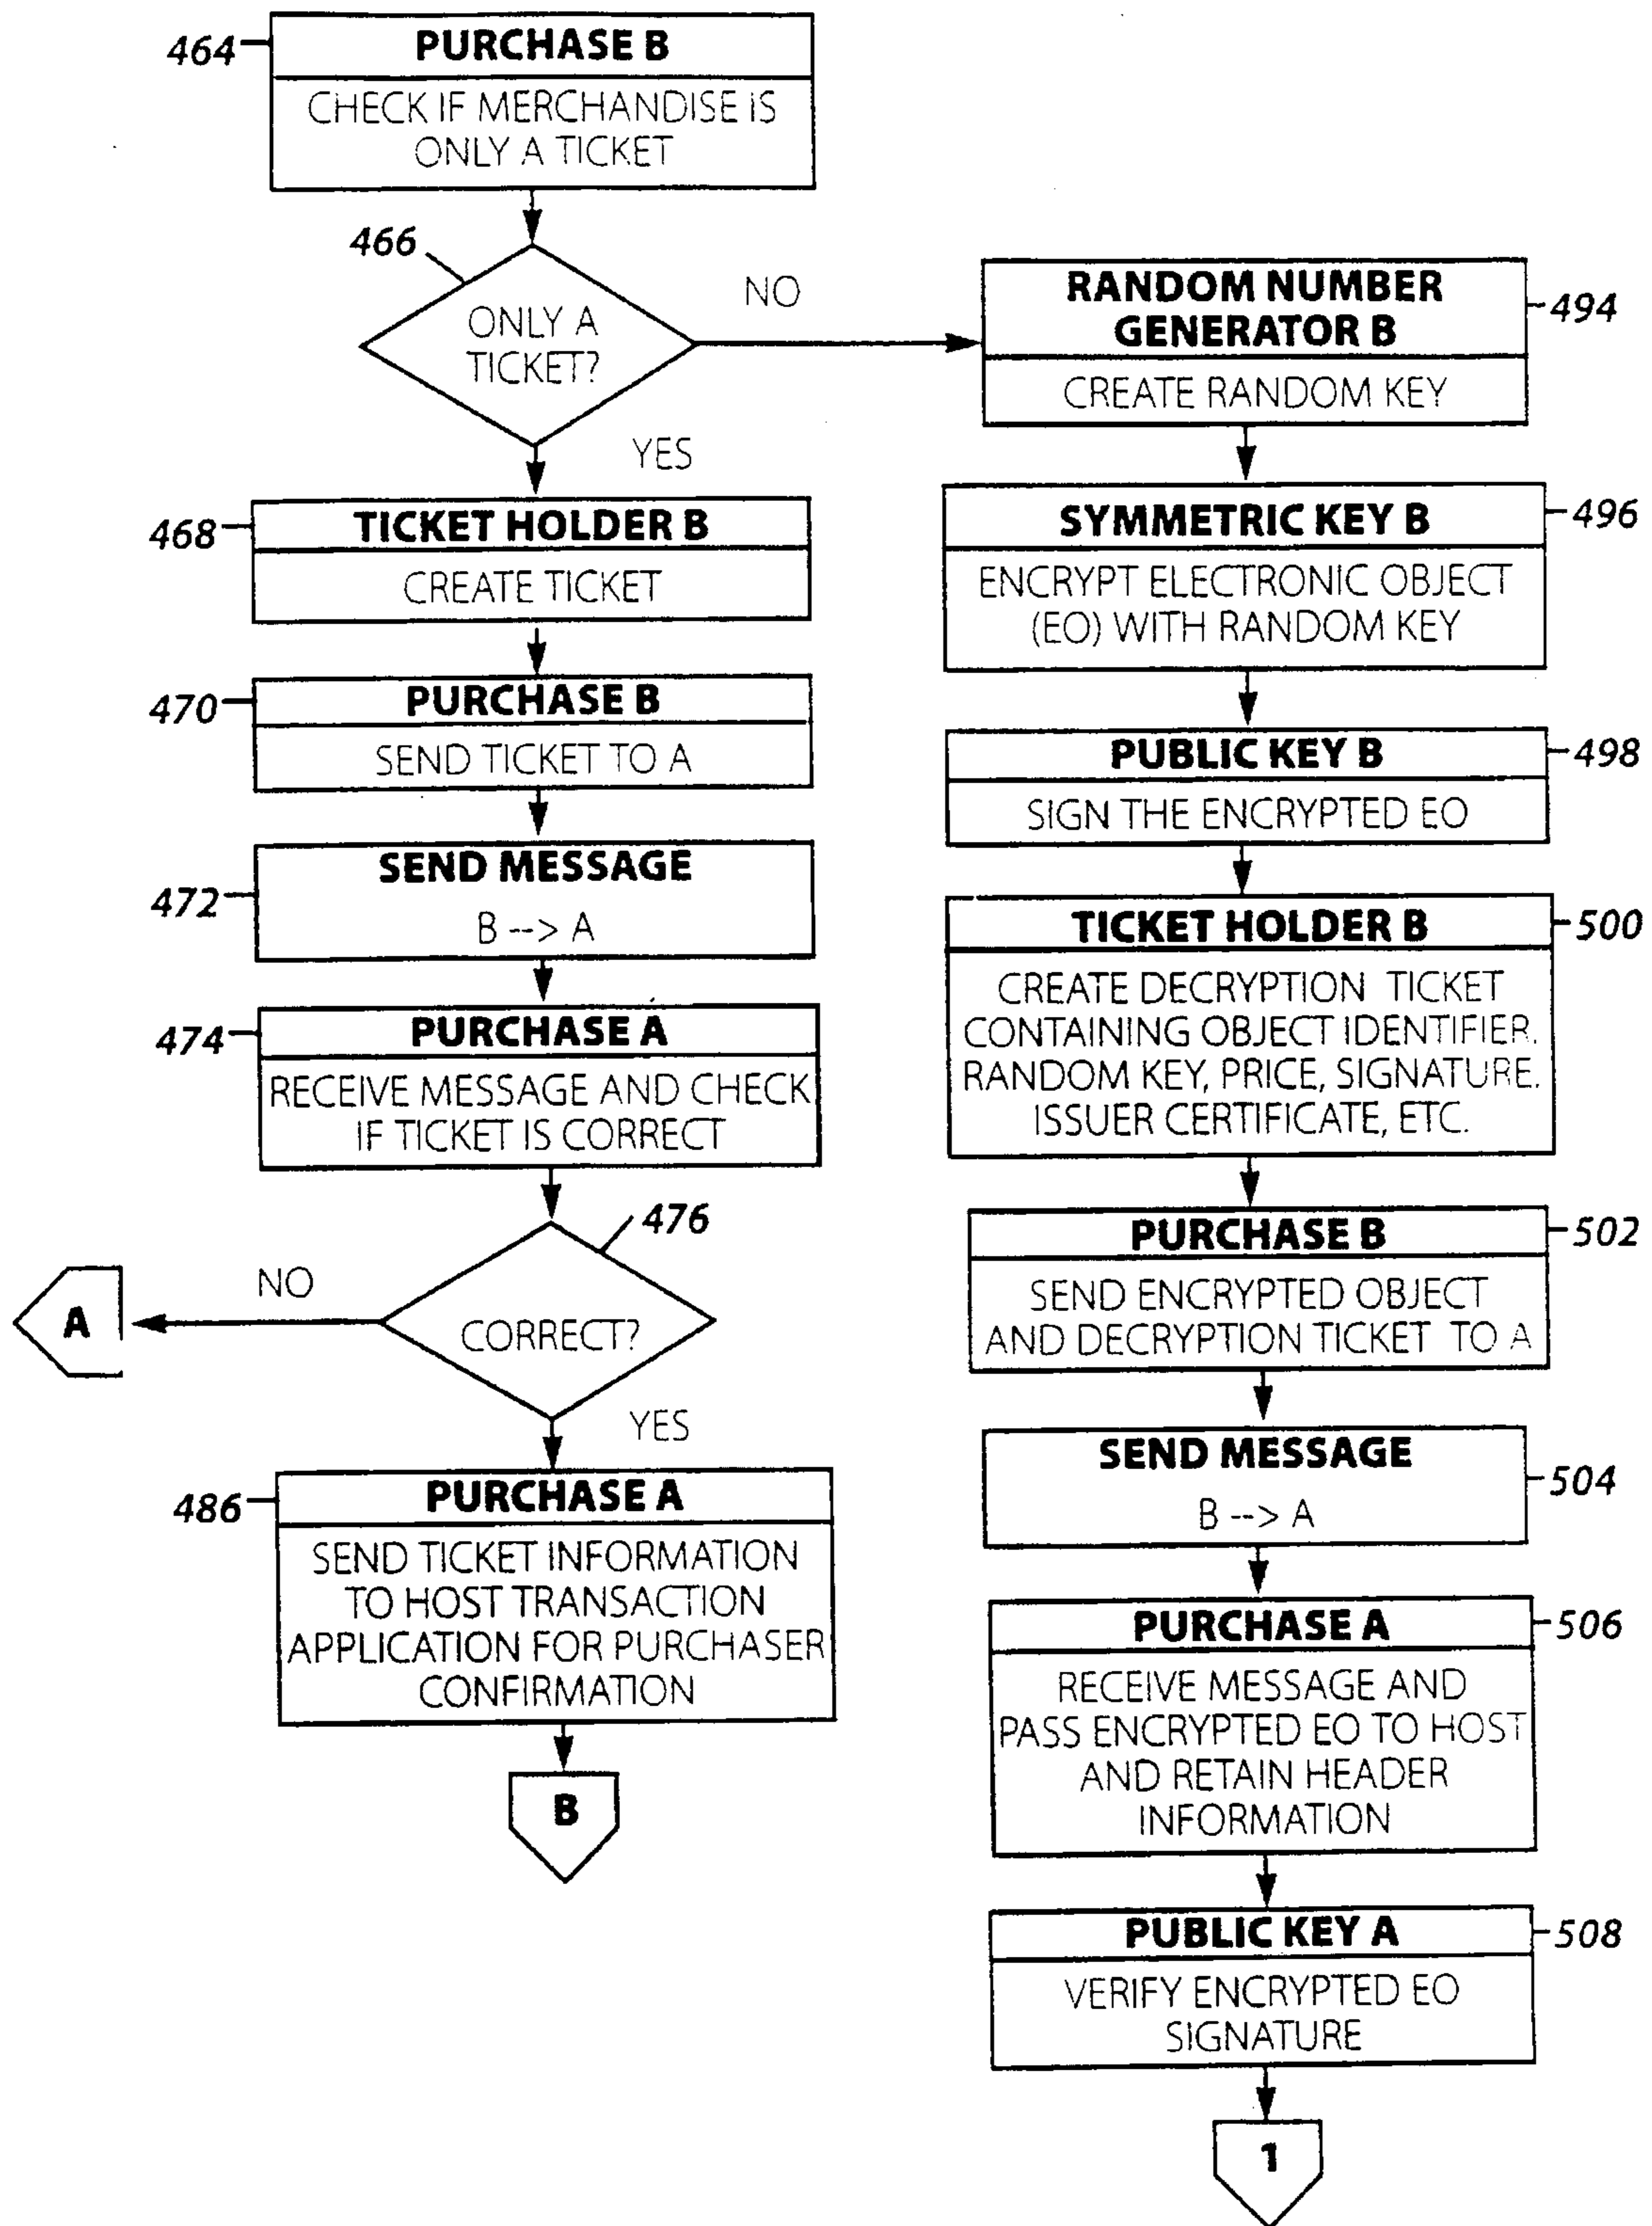 464
PURCHASE B
CHECK IF MERCHANDISE IS
ONLY A TICKET
466
ONLY A
TICKET?
NO
YES
468
TICKET HOLDER B
CREATE TICKET
470
PURCHASE B
SEND TICKET TO A
472
SEND MESSAGE
B --> A
474
PURCHASE A
RECEIVE MESSAGE AND CHECK
IF TICKET IS CORRECT
476
CORRECT?
NO
A
YES
486
PURCHASE A
SEND TICKET INFORMATION
TO HOST TRANSACTION
APPLICATION FOR PURCHASER
CONFIRMATION
B
RANDOM NUMBER
GENERATOR B
494
CREATE RANDOM KEY
SYMMETRIC KEY B
496
ENCRYPT ELECTRONIC OBJECT
(EO) WITH RANDOM KEY
PUBLIC KEY B
498
SIGN THE ENCRYPTED EO
TICKET HOLDER B
500
CREATE DECRYPTION TICKET
CONTAINING OBJECT IDENTIFIER.
RANDOM KEY, PRICE, SIGNATURE.
ISSUER CERTIFICATE, ETC.
PURCHASE B
502
SEND ENCRYPTED OBJECT
AND DECRYPTION TICKET TO A
SEND MESSAGE
504
B --> A
PURCHASE A
506
RECEIVE MESSAGE AND
PASS ENCRYPTED EO TO HOST
AND RETAIN HEADER
INFORMATION
PUBLIC KEY A
508
VERIFY ENCRYPTED EO
SIGNATURE
1